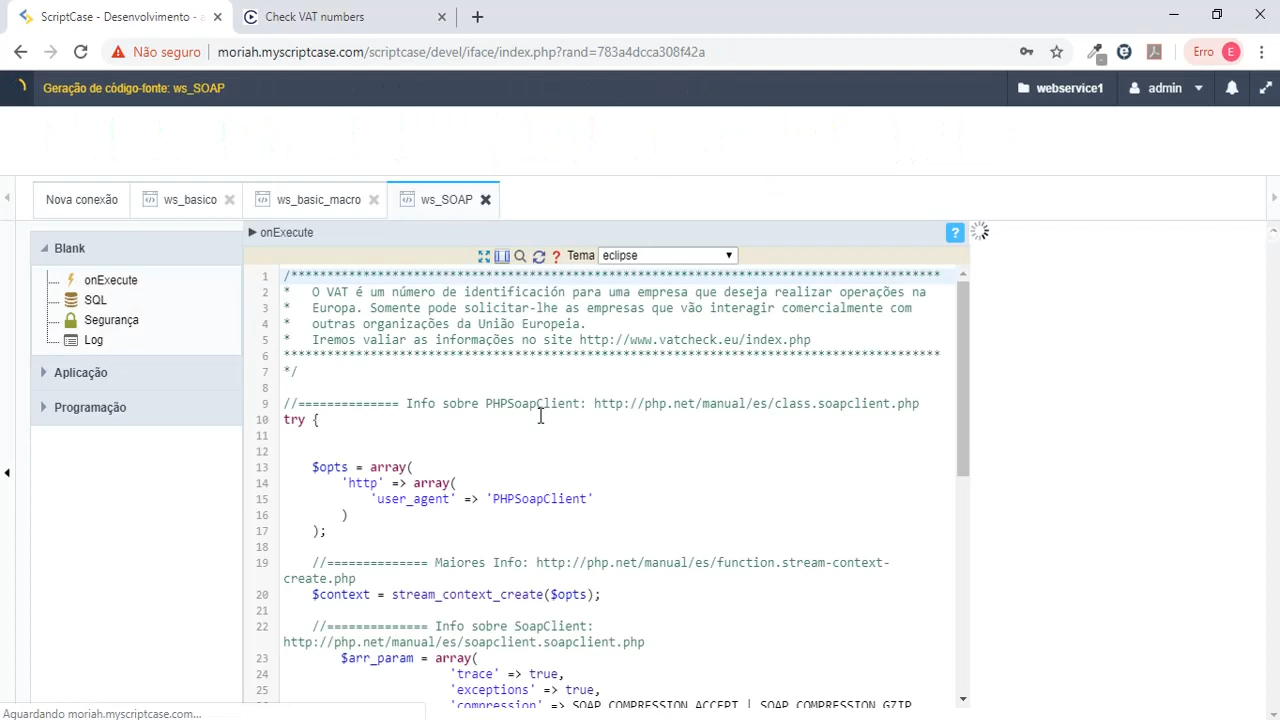 ScriptCase - Desenvolvimento - a
Check VAT numbers
Não seguro
moriah.myscriptcase.com/scriptcase/devel/iface/index.php?rand=783a4dcca308f42a
Erro E
Geração de código-fonte: ws_SOAP
webservice1
admin
Nova conexão
ws_basico
ws_basic_macro
ws_SOAP
Blank
onExecute
SQL
Segurança
Log
Aplicação
Programação
onExecute
?
? Tema eclipse
1 /*******************************************************************************************
2 *   O VAT é um número de identificación para uma empresa que deseja realizar operações na
3 *   Europa. Somente pode solicitar-lhe as empresas que vão interagir comercialmente com
4 *   outras organizações da União Europeia.
5 *   Iremos valiar as informações no site http://www.vatcheck.eu/index.php
6 *******************************************************************************************
7 */
8
9 //============== Info sobre PHPSoapClient: http://php.net/manual/es/class.soapclient.php
10 try {
11
12
13 $opts = array(
14 'http' => array(
15 'user_agent' => 'PHPSoapClient'
16 )
17 );
18
19 //============== Maiores Info: http://php.net/manual/es/function.stream-context-
create.php
20 $context = stream_context_create($opts);
21
22 //============== Info sobre SoapClient:
http://php.net/manual/es/soapclient.soapclient.php
23 $arr_param = array(
24 'trace' => true,
25 'exceptions' => true,
'compression' => SOAP_COMPRESSION_ACCEPT | SOAP_COMPRESSION_GZIP
Aguardando moriah.myscriptcase.com...